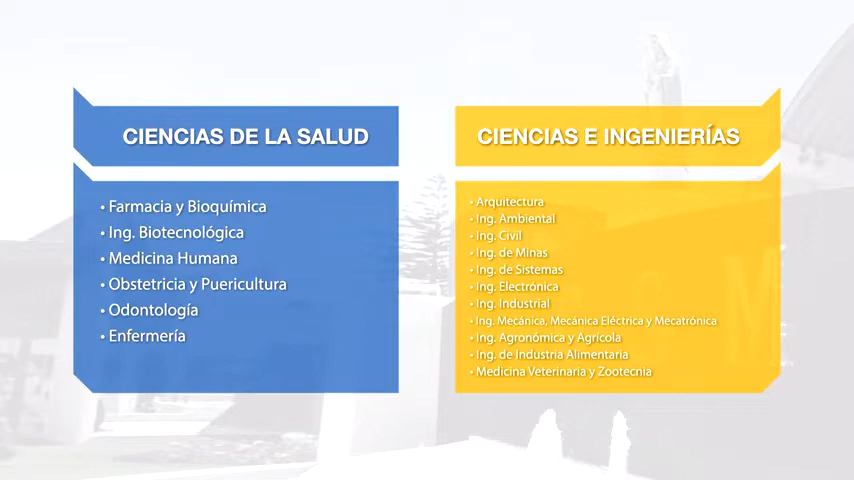 CIENCIAS DE LA SALUD
• Farmacia y Bioquímica
• Ing. Biotecnológica
• Medicina Humana
• Obstetricia y Puericultura
• Odontología
• Enfermería
CIENCIAS E INGENIERÍAS
• Arquitectura
• Ing. Ambiental
• Ing. Civil
• Ing. de Minas
• Ing. de Sistemas
• Ing. Electrónica
• Ing. Industrial
• Ing. Mecánica, Mecánica Eléctrica y Mecatrónica
• Ing. Agronómica y Agrícola
• Ing. de Industria Alimentaria
• Medicina Veterinaria y Zootecnia